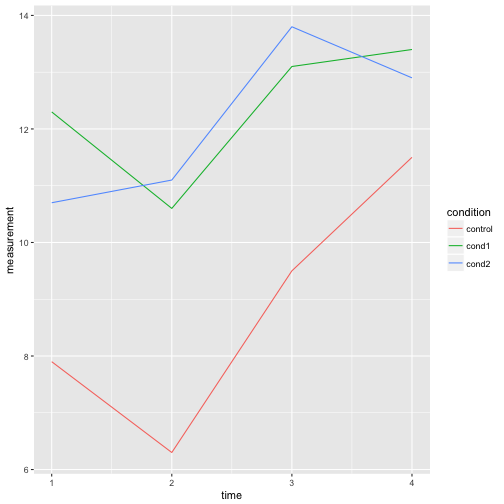 14
12
10
8
6
measurement
1 2 3 4
time
condition
control
cond1
cond2